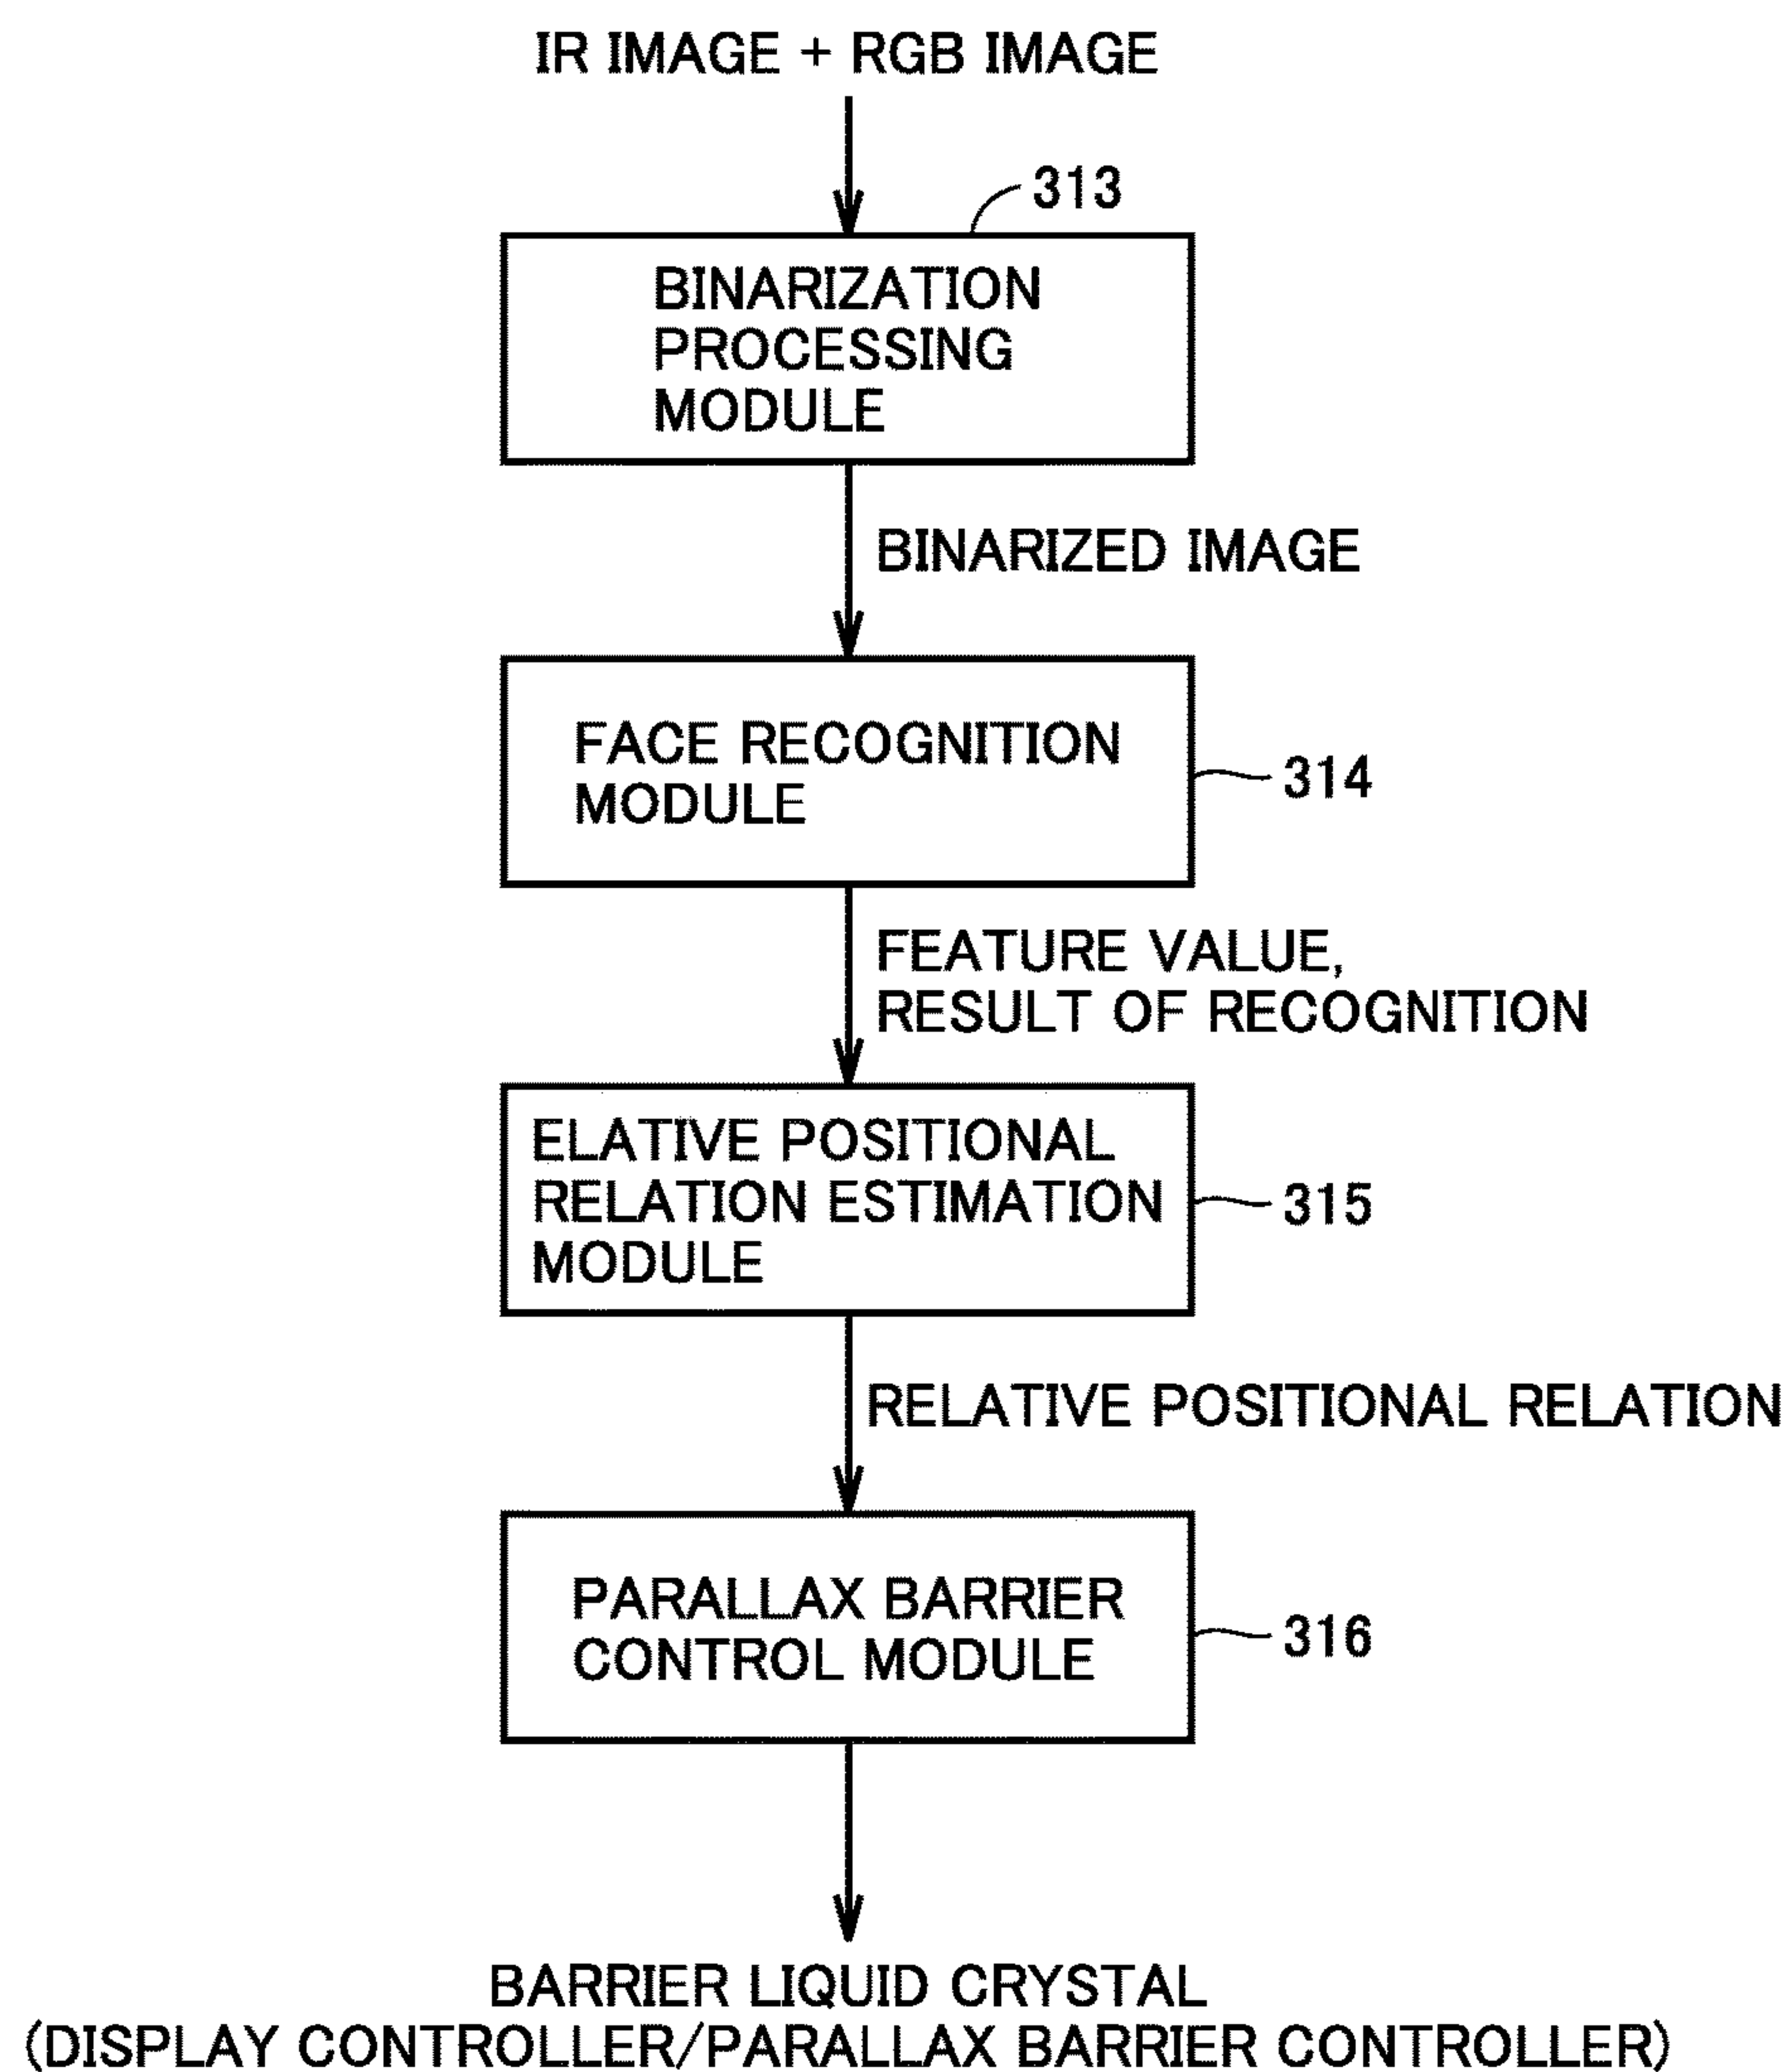 IR IMAGE + RGB IMAGE
313
BINARIZATION
PROCESSING
MODULE
BINARIZED IMAGE
FACE RECOGNITION
MODULE
314
FEATURE VALUE,
RESULT OF RECOGNITION
ELATIVE POSITIONAL
RELATION ESTIMATION
MODULE
315
RELATIVE POSITIONAL RELATION
PARALLAX BARRIER
CONTROL MODULE
316
BARRIER LIQUID CRYSTAL
(DISPLAY CONTROLLER/PARALLAX BARRIER CONTROLLER)